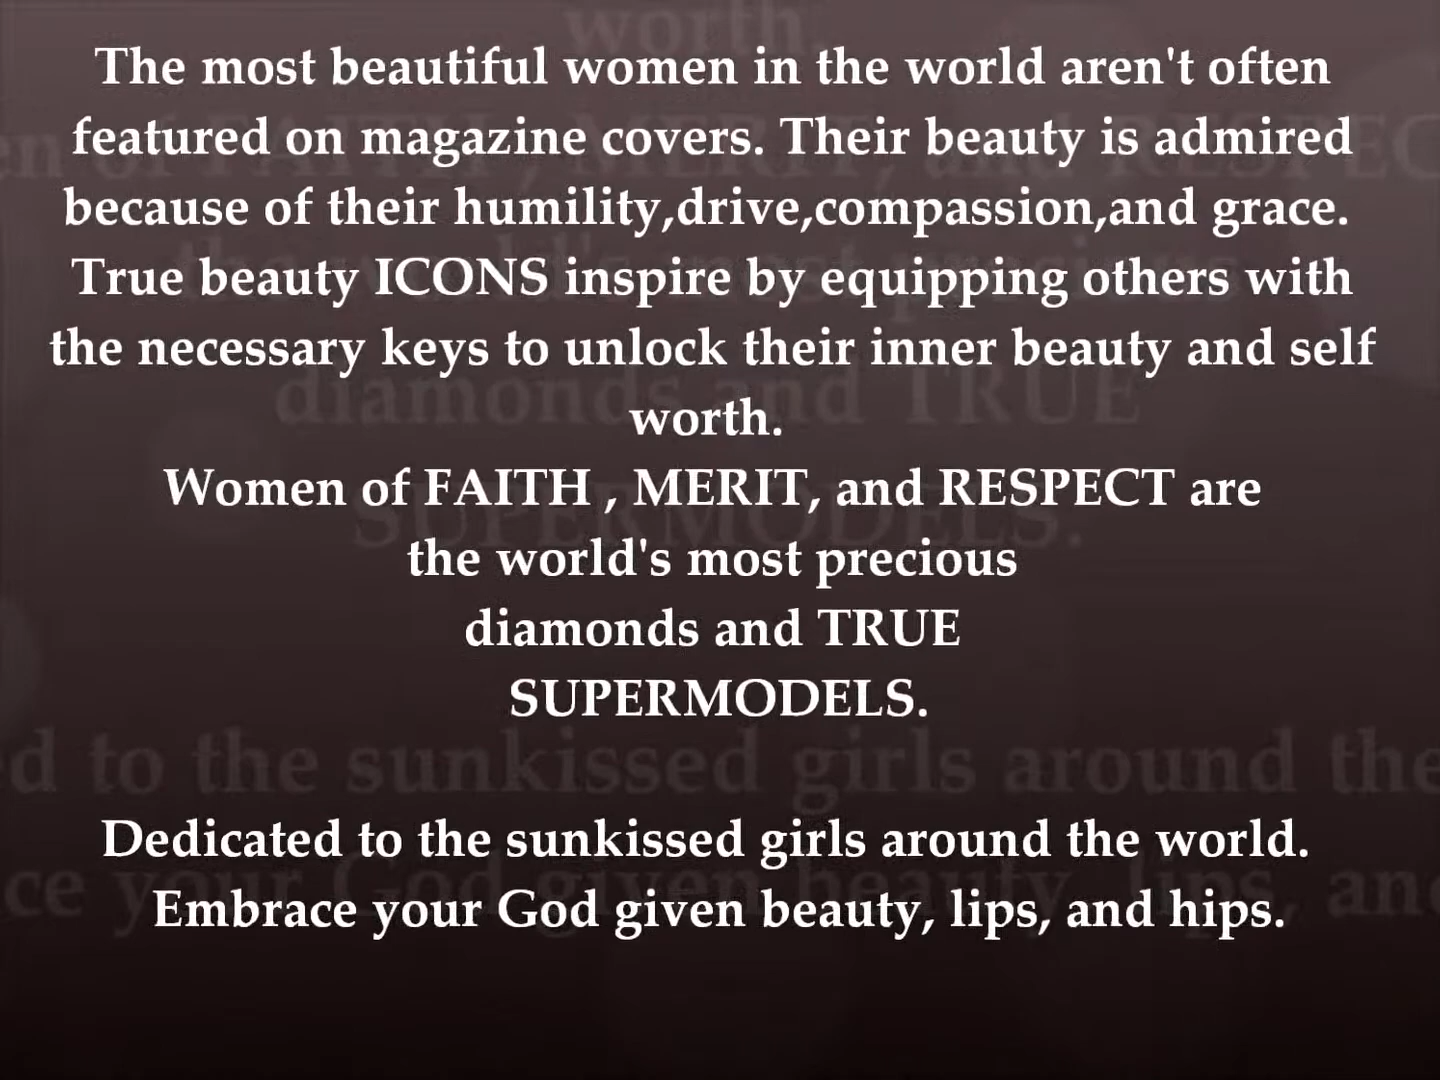 The most beautiful women in the world aren't often
featured on magazine covers. Their beauty is admired
because of their humility,drive,compassion,and grace.
True beauty ICONS inspire by equipping others with
the necessary keys to unlock their inner beauty and self
worth.
Women of FAITH , MERIT, and RESPECT are
the world's most precious
diamonds and TRUE
SUPERMODELS.
Dedicated to the sunkissed girls around the world.
Embrace your God given beauty, lips, and hips.